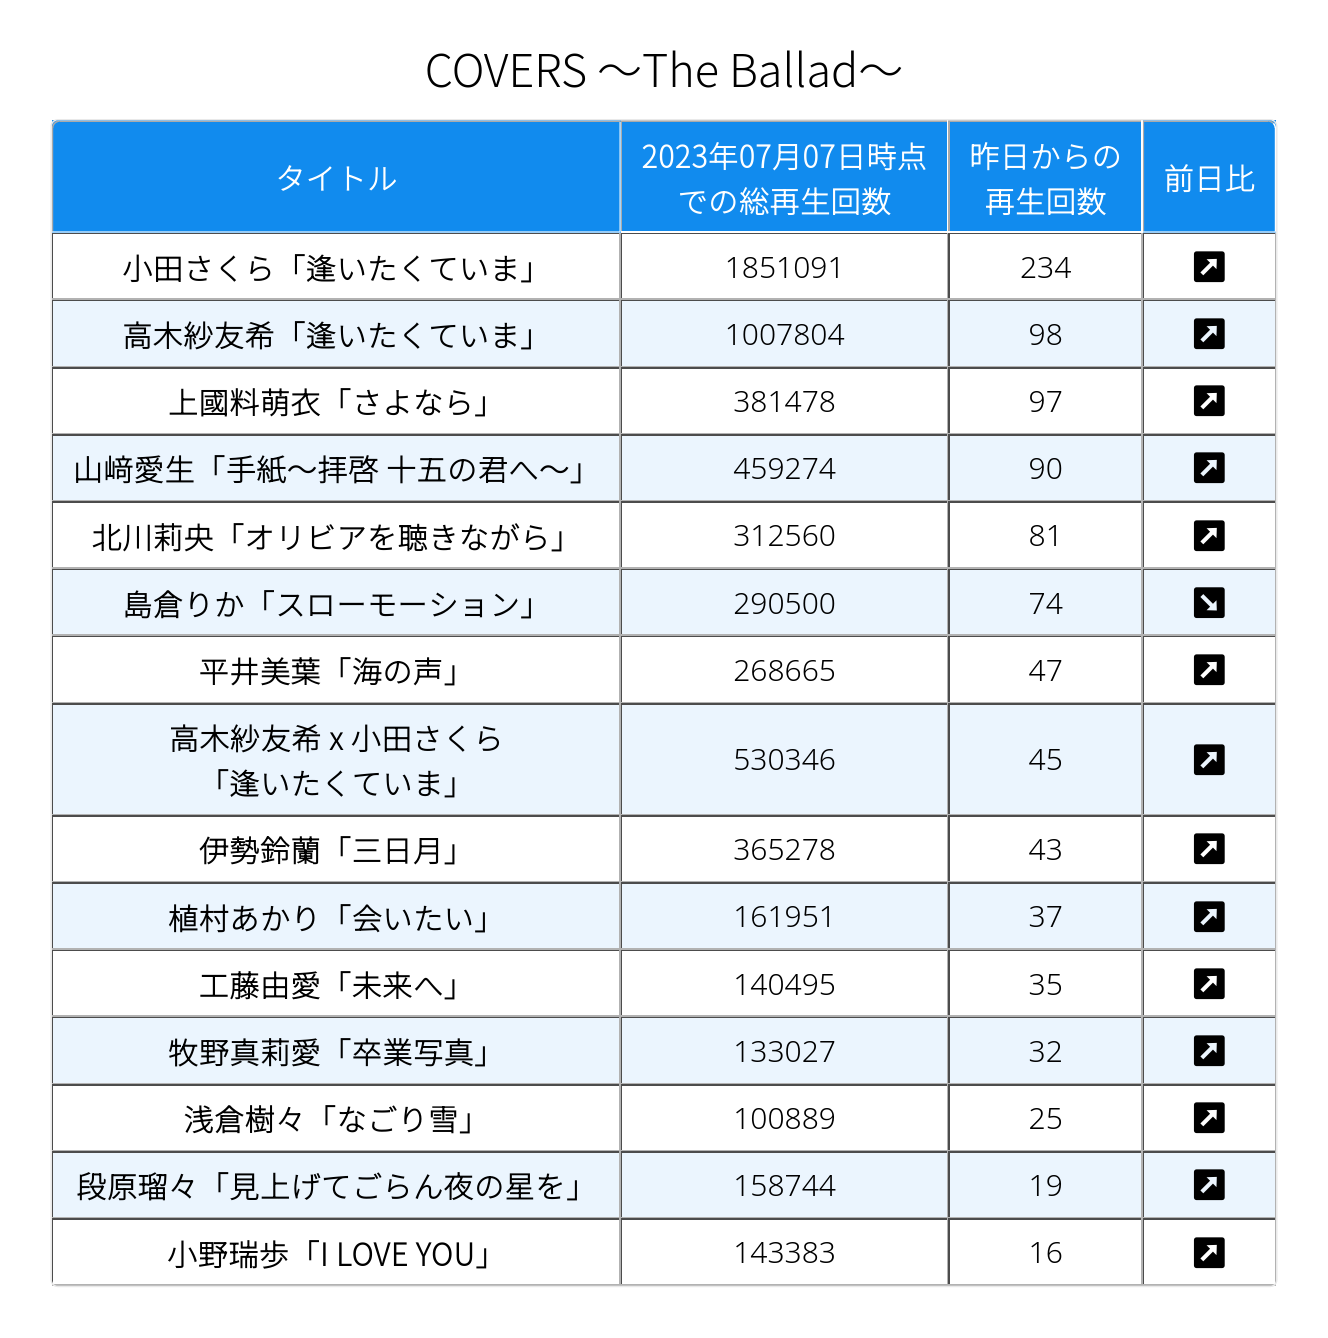 COVERS ～The Ballad～
タイトル 2023年07月07日時点での総再生回数 昨日からの再生回数 前日比
小田さくら「逢いたくていま」 1851091 234
高木紗友希「逢いたくていま」 1007804 98
上國料萌衣「さよなら」 381478 97
山﨑愛生「手紙～拝啓 十五の君へ～」 459274 90
北川莉央「オリビアを聴きながら」 312560 81
島倉りか「スローモーション」 290500 74
平井美葉「海の声」 268665 47
高木紗友希 x 小田さくら
「逢いたくていま」 530346 45
伊勢鈴蘭「三日月」 365278 43
植村あかり「会いたい」 161951 37
工藤由愛「未来へ」 140495 35
牧野真莉愛「卒業写真」 133027 32
浅倉樹々「なごり雪」 100889 25
段原瑠々「見上げてごらん夜の星を」 158744 19
小野瑞歩「I LOVE YOU」 143383 16